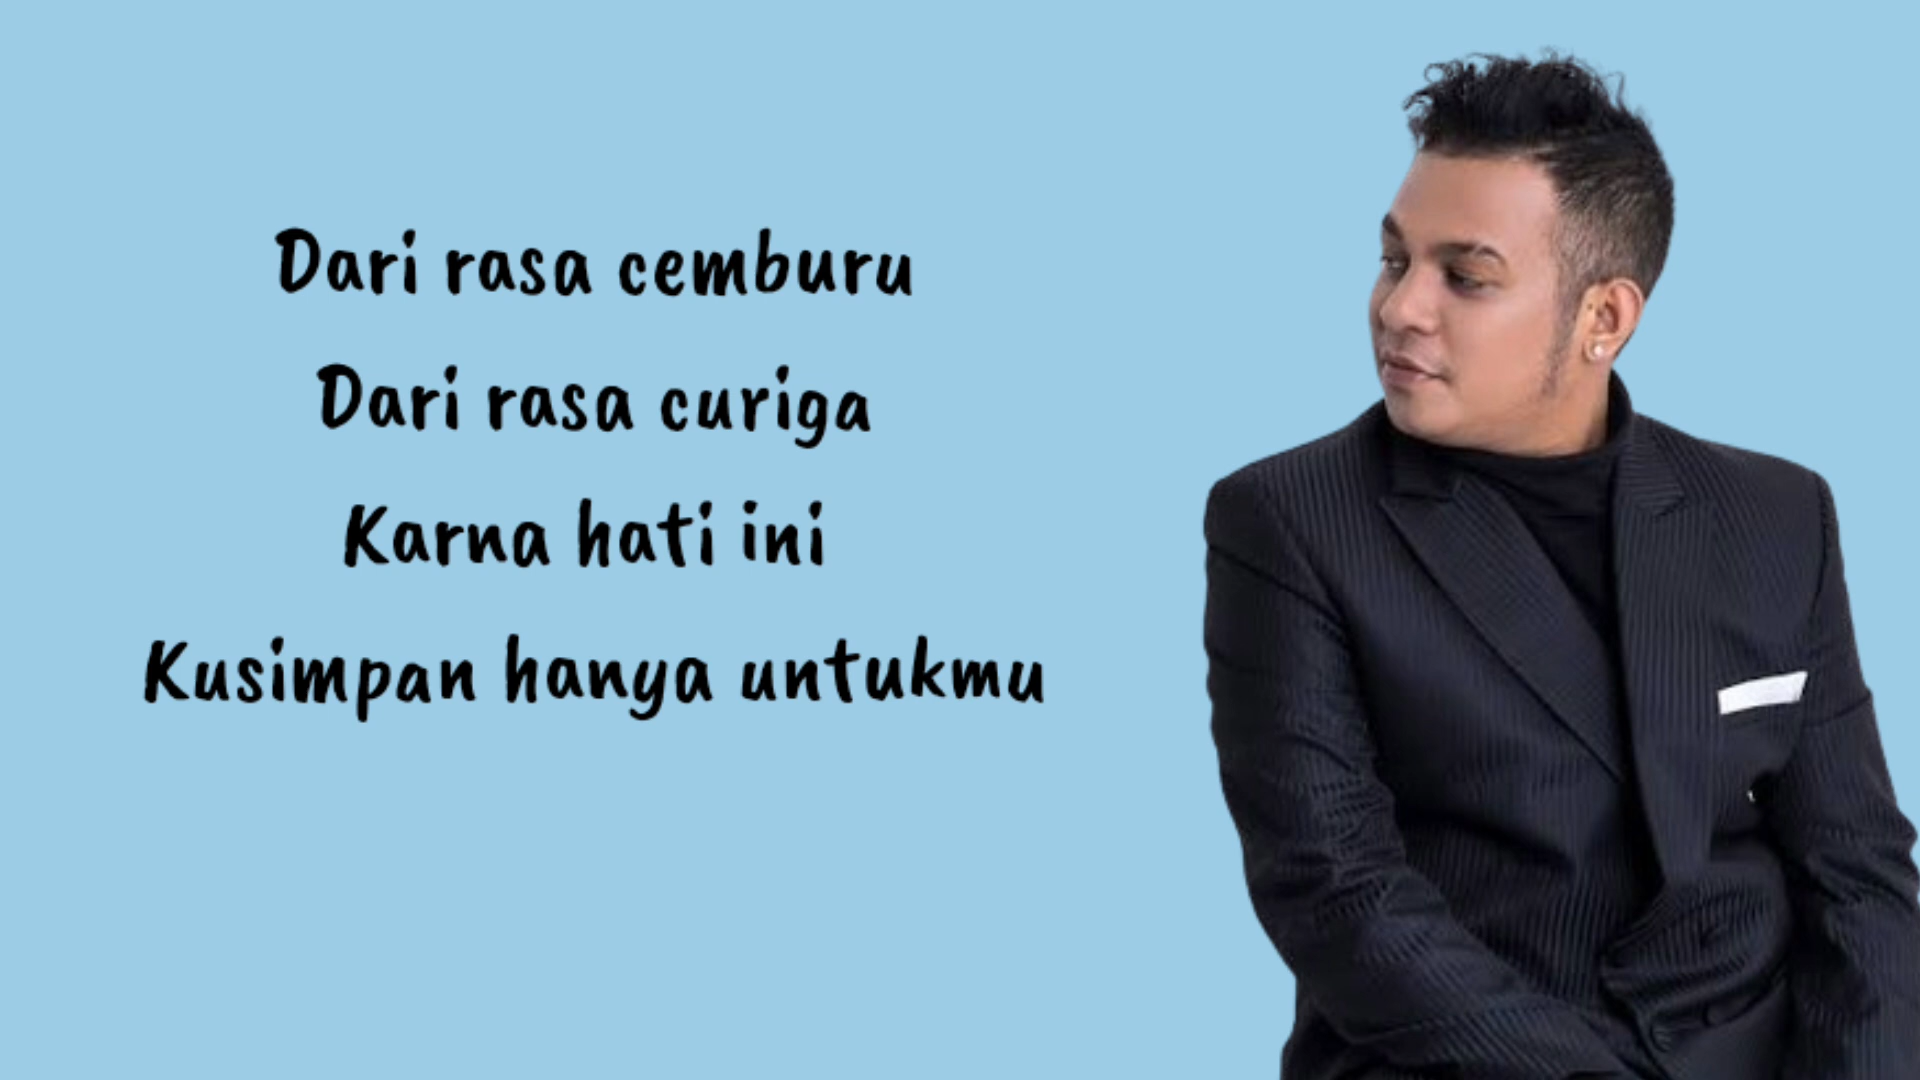 Dari rasa cemburu
Dari rasa curiga
Karna hati ini
Kusimpan hanya untukmu